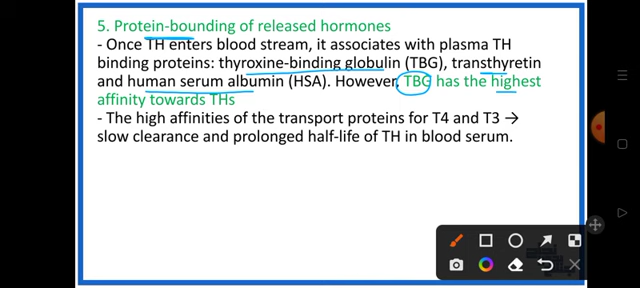 5. Protein-bounding of released hormones
- Once TH enters blood stream, it associates with plasma TH
binding proteins: thyroxine-binding globulin (TBG), transthyretin
and human serum albumin (HSA). However, TBG has the highest
affinity towards THs
- The high affinities of the transport proteins for T4 and T3 →
slow clearance and prolonged half-life of TH in blood serum.